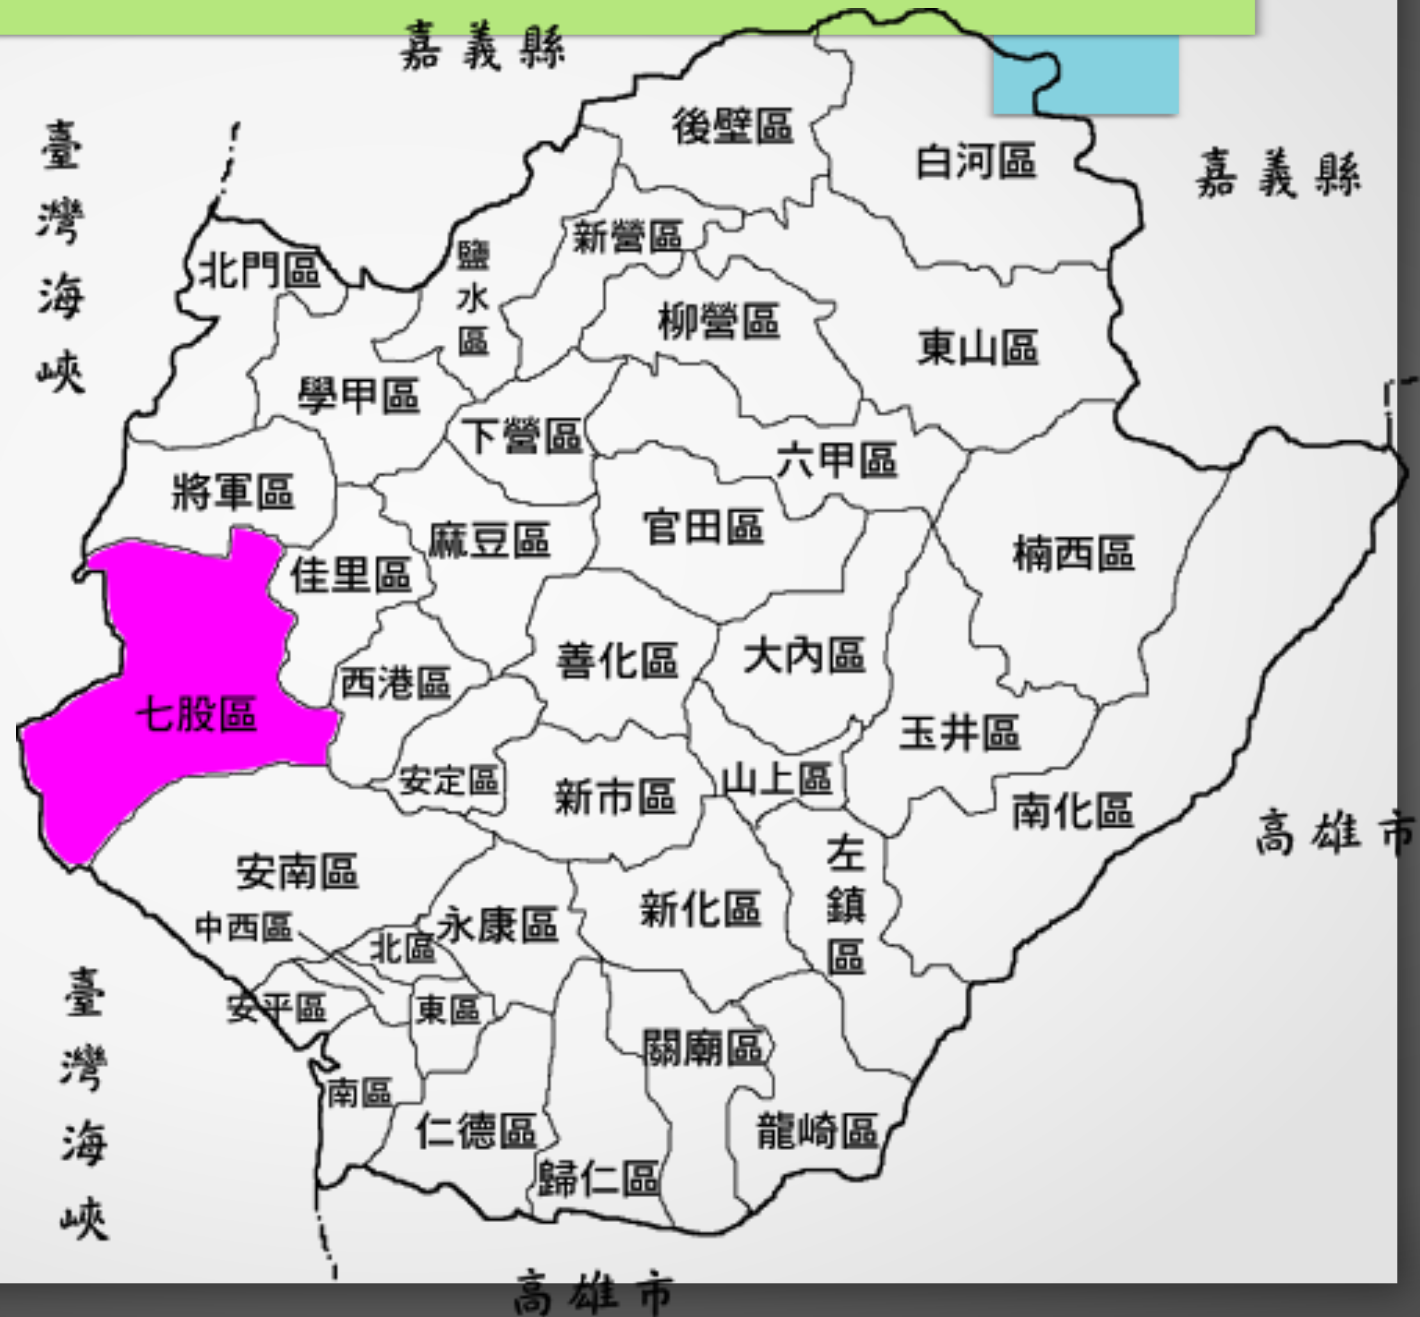 嘉義縣
臺灣海峽
後壁區
白河區
嘉義縣
新營區
北門區
鹽水區
柳營區
東山區
學甲區
下營區
六甲區
將軍區
官田區
麻豆區
楠西區
佳里區
善化區
大內區
西港區
七股區
玉井區
安定區
山上區
新市區
南化區
高雄市
左鎮區
安南區
新化區
中西區
永康區
北區
安平區
東區
臺灣海峽
關廟區
南區
仁德區
龍崎區
歸仁區
高雄市